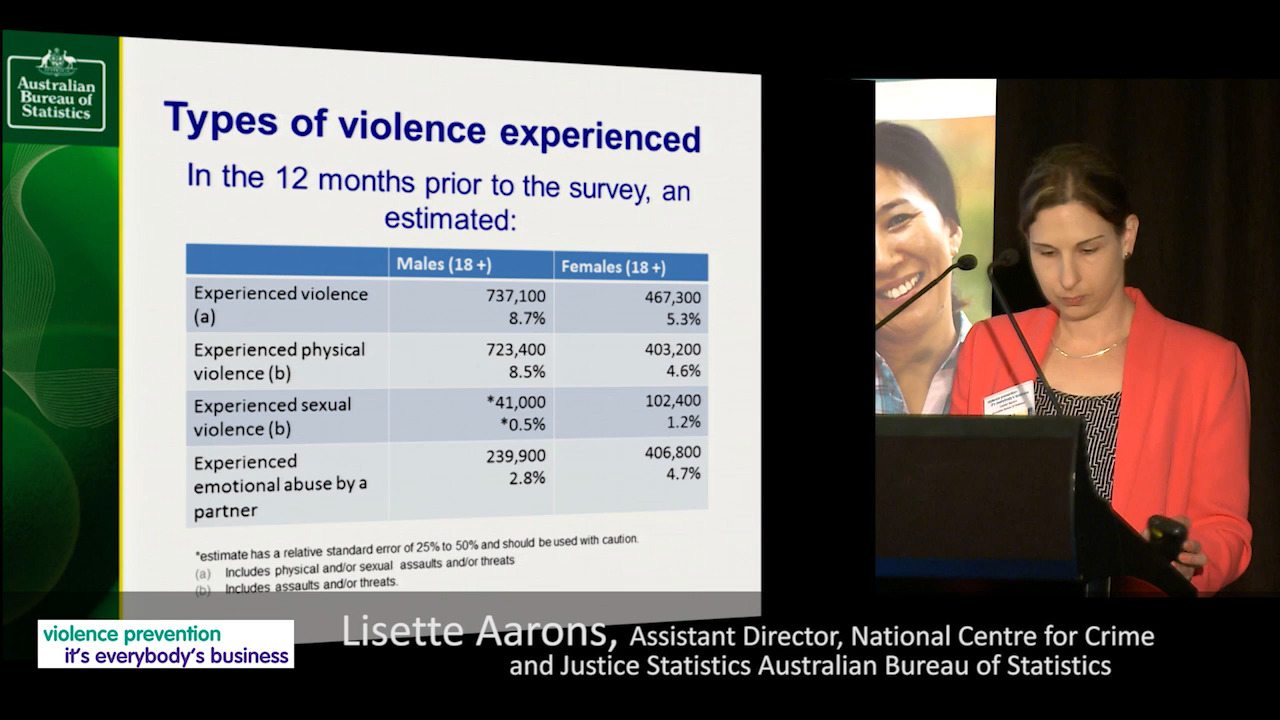 Australian
Bureau of
Statistics
Types of violence experienced
In the 12 months prior to the survey, an
estimated:
Males (18 +) Females (18 +)
Experienced violence 737,100 467,300
(a) 8.7% 5.3%
Experienced physical 723,400 403,200
violence (b) 8.5% 4.6%
Experienced sexual *41,000 102,400
violence (b) *0.5% 1.2%
Experienced 239,900 406,800
emotional abuse by a 2.8% 4.7%
partner
*estimate has a relative standard error of 25% to 50% and should be used with caution.
(a) Includes physical and/or sexual assaults and/or threats
(b) Includes assaults and/or threats.
violence prevention
it's everybody's business
Lisette Aarons, Assistant Director, National Centre for Crime
and Justice Statistics Australian Bureau of Statistics